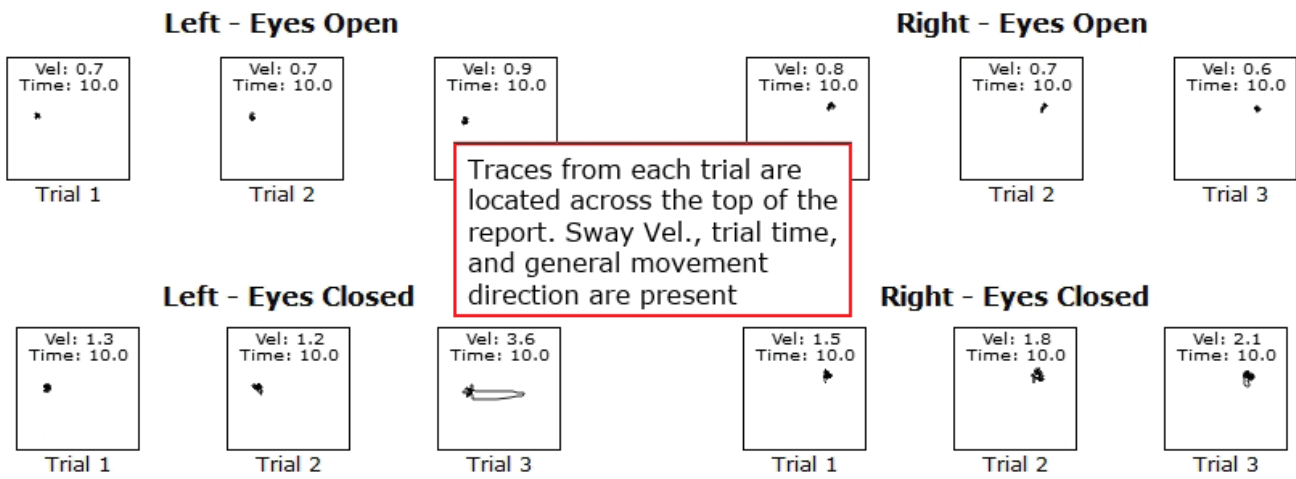 Left - Eyes Open
Right - Eyes Open
Vel: 0.7
Time: 10.0
Vel: 0.7
Time: 10.0
Vel: 0.9
Time: 10.0
Vel: 0.8
Time: 10.0
Vel: 0.7
Time: 10.0
Vel: 0.6
Time: 10.0
Trial 1
Trial 2
Trial 2
Trial 3
Traces from each trial are
located across the top of the
report. Sway Vel., trial time,
and general movement
direction are present
Left - Eyes Closed
Right - Eyes Closed
Vel: 1.3
Time: 10.0
Vel: 1.2
Time: 10.0
Vel: 3.6
Time: 10.0
Vel: 1.5
Time: 10.0
Vel: 1.8
Time: 10.0
Vel: 2.1
Time: 10.0
Trial 1
Trial 2
Trial 3
Trial 1
Trial 2
Trial 3